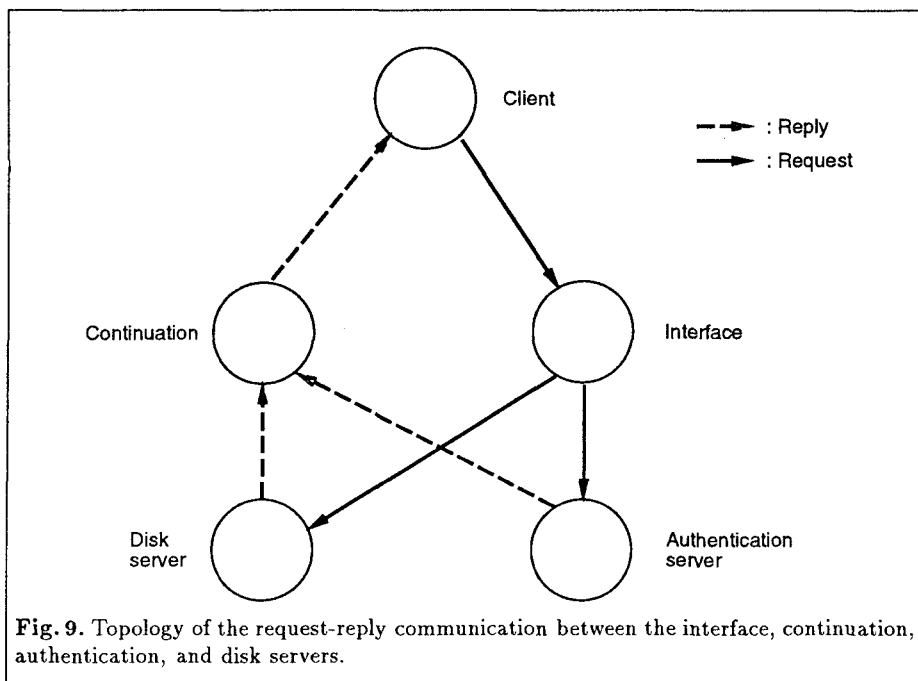 Client
: Reply
: Request
Continuation
Interface
Disk
server
Authentication
server
Fig. 9. Topology of the request-reply communication between the interface, continuation,
authentication, and disk servers.